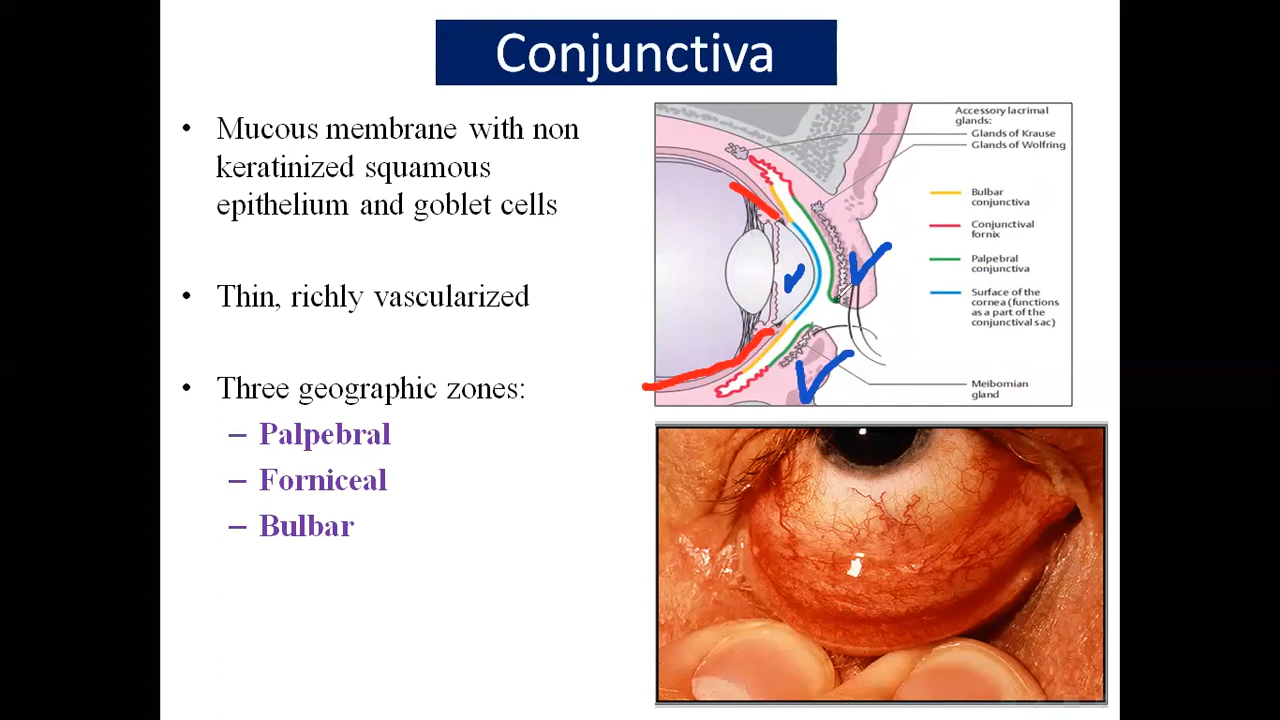 Conjunctiva
• Mucous membrane with non
keratinized squamous
epithelium and goblet cells
• Thin, richly vascularized
• Three geographic zones:
– Palpebral
– Forniceal
– Bulbar
Accessory lacrimal
glands:
Glands of Krause
Glands of Wolfring
Bulbar
conjunctiva
Conjunctival
fornix
Palpebral
conjunctiva
Surface of the
cornea (functions
as a part of the
conjunctival sac)
Meibomian
gland